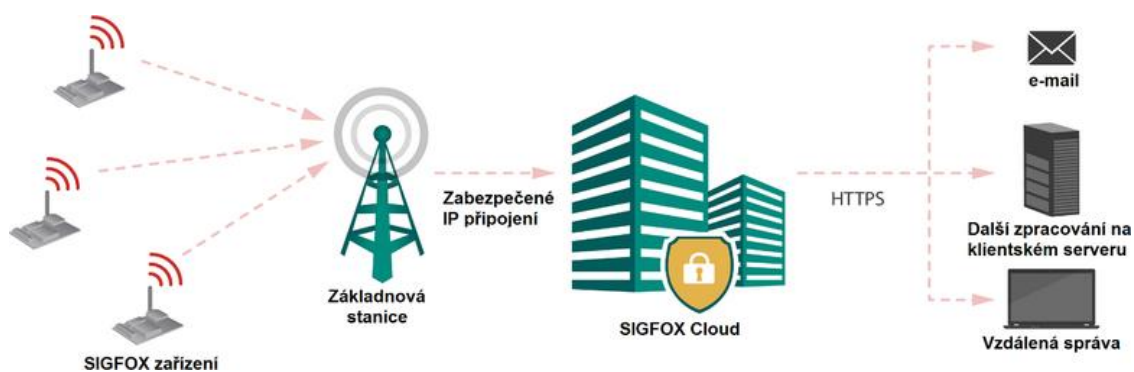 SIGFOX zařízení
Základnová
stanice
Zabezpečené
IP připojení
SIGFOX Cloud
HTTPS
e-mail
Další zpracování na
klientském serveru
Vzdálená správa